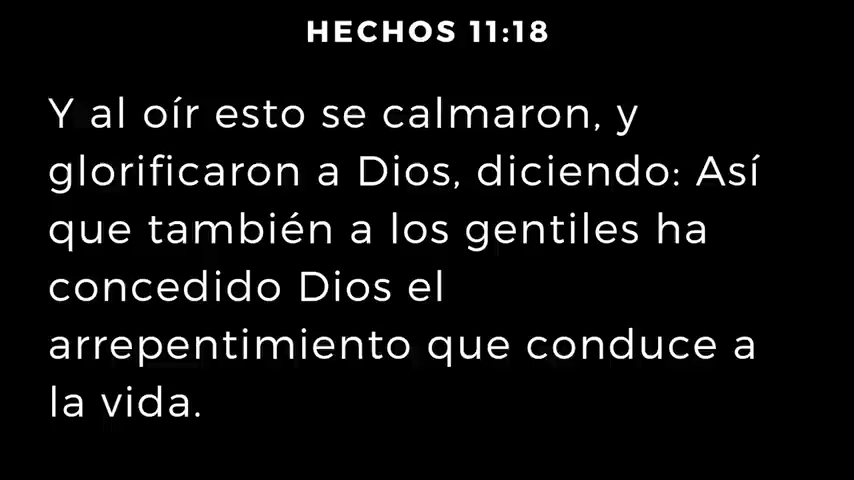 HECHOS 11:18
Y al oír esto se calmaron, y
glorificaron a Dios, diciendo: Así
que también a los gentiles ha
concedido Dios el
arrepentimiento que conduce a
la vida.